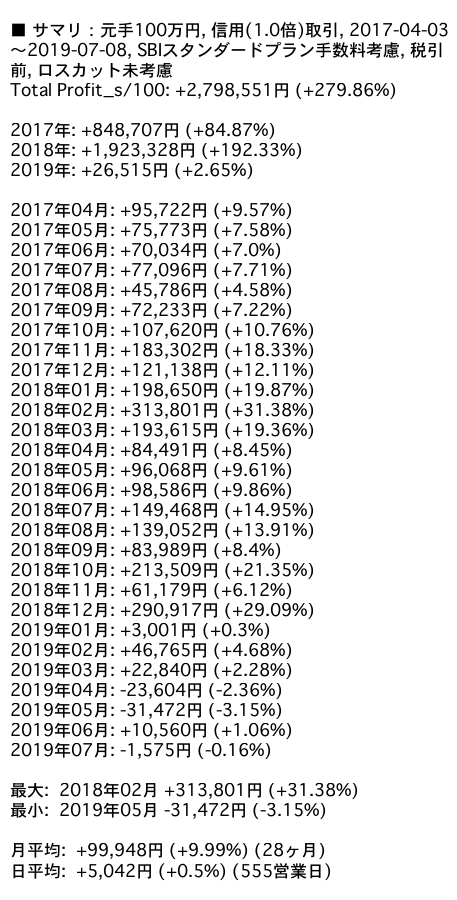 ■ サマリ : 元手100万円, 信用(1.0倍)取引, 2017-04-03
〜2019-07-08, SBIスタンダードプラン手数料考慮, 税引
前, ロスカット未考慮
Total Profit_s/100: +2,798,551円 (+279.86%)
2017年: +848,707円 (+84.87%)
2018年: +1,923,328円 (+192.33%)
2019年: +26,515円 (+2.65%)
2017年04月: +95,722円 (+9.57%)
2017年05月: +75,773円 (+7.58%)
2017年06月: +70,034円 (+7.0%)
2017年07月: +77,096円 (+7.71%)
2017年08月: +45,786円 (+4.58%)
2017年09月: +72,233円 (+7.22%)
2017年10月: +107,620円 (+10.76%)
2017年11月: +183,302円 (+18.33%)
2017年12月: +121,138円 (+12.11%)
2018年01月: +198,650円 (+19.87%)
2018年02月: +313,801円 (+31.38%)
2018年03月: +193,615円 (+19.36%)
2018年04月: +84,491円 (+8.45%)
2018年05月: +96,068円 (+9.61%)
2018年06月: +98,586円 (+9.86%)
2018年07月: +149,468円 (+14.95%)
2018年08月: +139,052円 (+13.91%)
2018年09月: +83,989円 (+8.4%)
2018年10月: +213,509円 (+21.35%)
2018年11月: +61,179円 (+6.12%)
2018年12月: +290,917円 (+29.09%)
2019年01月: +3,001円 (+0.3%)
2019年02月: +46,765円 (+4.68%)
2019年03月: +22,840円 (+2.28%)
2019年04月: -23,604円 (-2.36%)
2019年05月: -31,472円 (-3.15%)
2019年06月: +10,560円 (+1.06%)
2019年07月: -1,575円 (-0.16%)
最大: 2018年02月 +313,801円 (+31.38%)
最小: 2019年05月 -31,472円 (-3.15%)
月平均: +99,948円 (+9.99%) (28ヶ月)
日平均: +5,042円 (+0.5%) (555営業日)